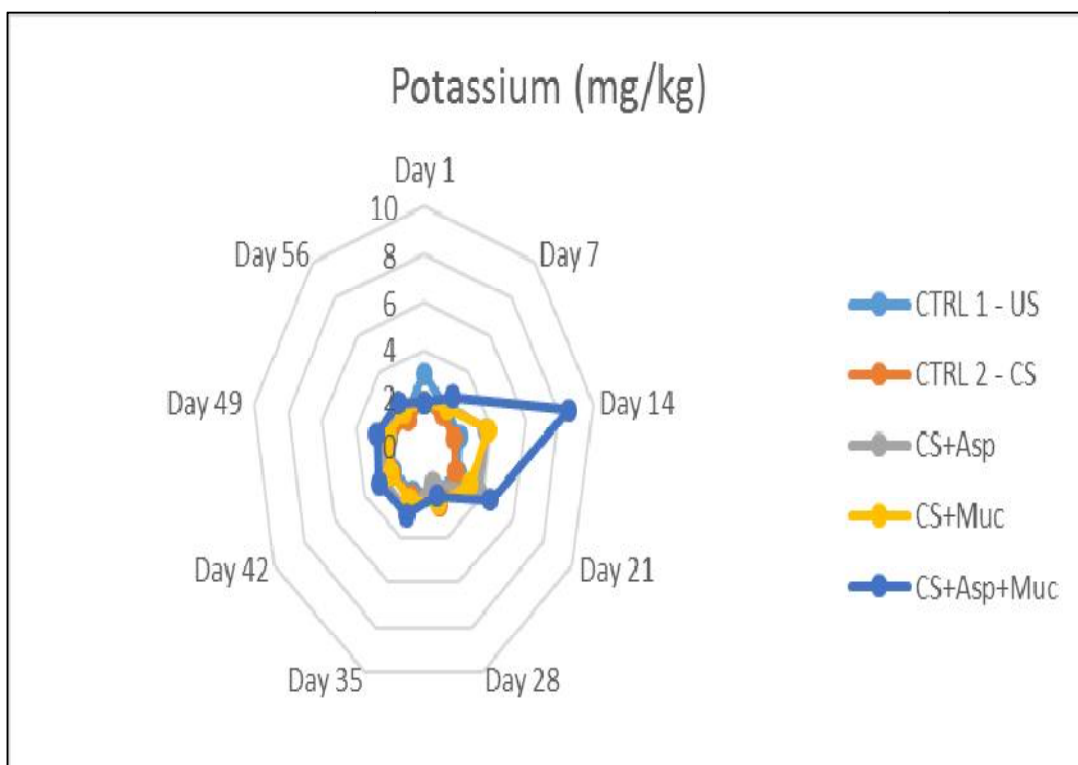 Potassium (mg/kg)
Day 1
10
8
6
4
2
0
Day 7
Day 14
Day 21
Day 28
Day 35
Day 42
Day 49
Day 56
CTRL 1 - US
CTRL 2 - CS
CS+Asp
CS+Muc
CS+Asp+Muc